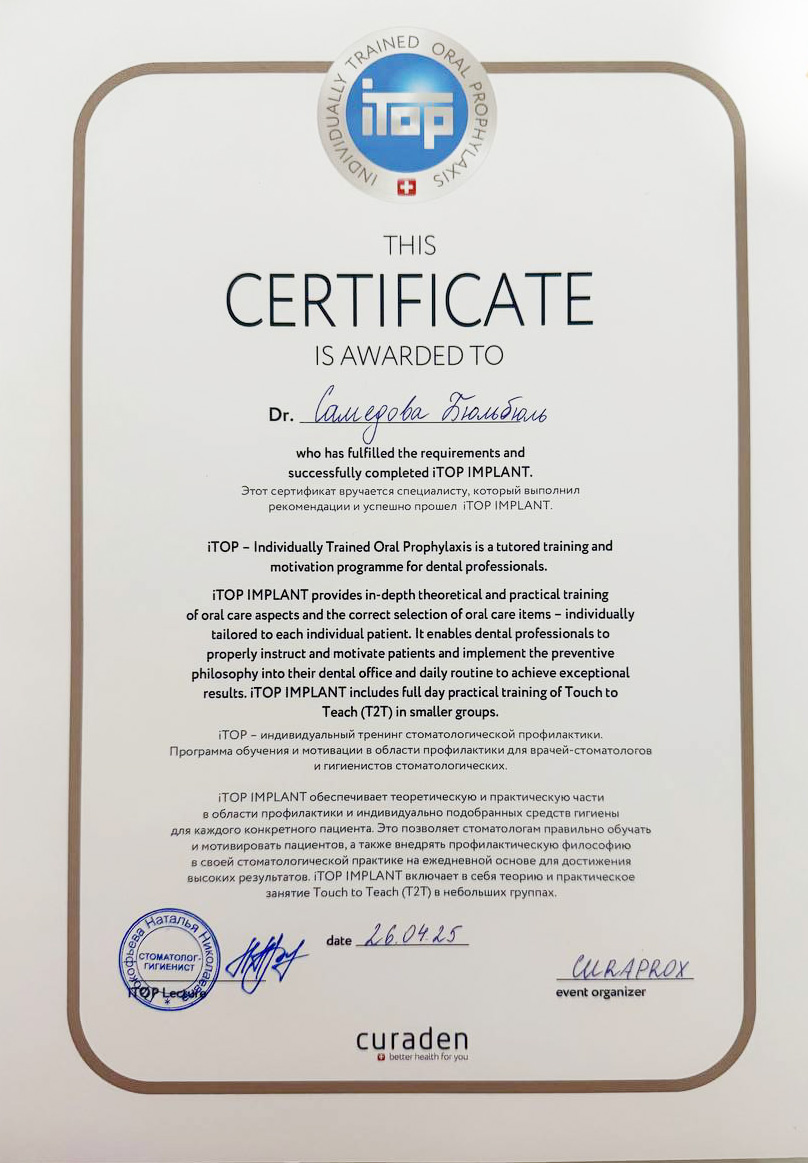 INDIVIDUALLY TRAINED ORAL PROPHYLAXIS
iTop
THIS
CERTIFICATE
IS AWARDED TO
Dr. Самедова Бюльбюль
who has fulfilled the requirements and
successfully completed iTOP IMPLANT.
Этот сертификат вручается специалисту, который выполнил
рекомендации и успешно прошел iTOP IMPLANT.
iTOP – Individually Trained Oral Prophylaxis is a tutored training and
motivation programme for dental professionals.
iTOP IMPLANT provides in-depth theoretical and practical training
of oral care aspects and the correct selection of oral care items – individually
tailored to each individual patient. It enables dental professionals to
properly instruct and motivate patients and implement the preventive
philosophy into their dental office and daily routine to achieve exceptional
results. iTOP IMPLANT includes full day practical training of Touch to
Teach (T2T) in smaller groups.
iTOP – индивидуальный тренинг стоматологической профилактики.
Программа обучения и мотивации в области профилактики для врачей-стоматологов
и гигиенистов стоматологических.
iTOP IMPLANT обеспечивает теоретическую и практическую части
в области профилактики и индивидуально подобранных средств гигиены
для каждого конкретного пациента. Это позволяет стоматологам правильно обучать
и мотивировать пациентов, а также внедрять профилактическую философию
в своей стоматологической практике на ежедневной основе для достижения
высоких результатов. iTOP IMPLANT включает в себя теорию и практическое
занятие Touch to Teach (T2T) в небольших группах.
Прокофьева Наталья Николаевна
СТОМАТОЛОГ-
ГИГИЕНИСТ
date 26.04.25
CURAPROX
iTOP Lecture
event organizer
curaden
better health for you